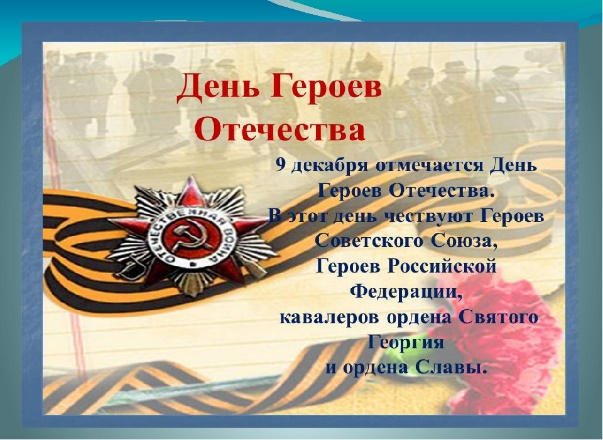 День Героев
Отечества
9 декабря отмечается День
Героев Отечества.
В этот день чествуют Героев
Советского Союза,
Героев Российской
Федерации,
кавалеров ордена Святого
Георгия
и ордена Славы.
ОТЕЧЕСТВЕННАЯ ВОЙНА